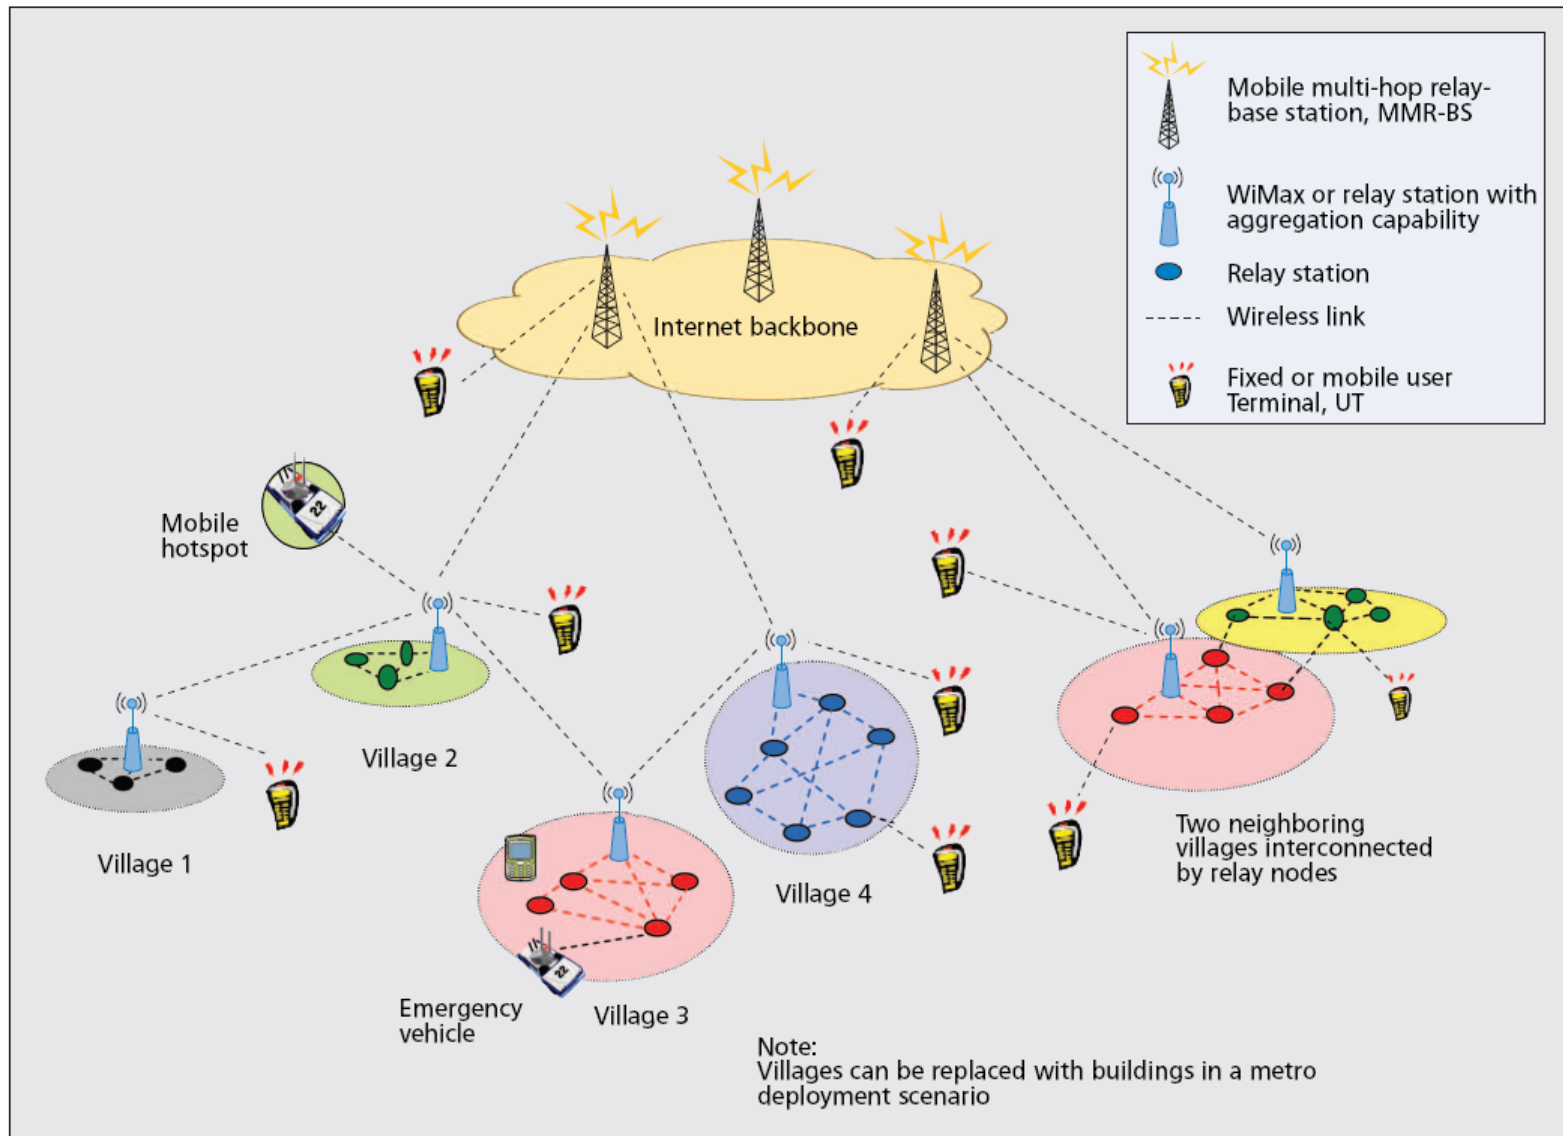 Mobile multi-hop relay-
base station, MMR-BS
WiMax or relay station with
aggregation capability
Relay station
Wireless link
Fixed or mobile user
Terminal, UT
Internet backbone
Mobile
hotspot
22
Village 2
Village 1
Village 4
Two neighboring
villages interconnected
by relay nodes
22
Emergency
vehicle
Village 3
Note:
Villages can be replaced with buildings in a metro
deployment scenario